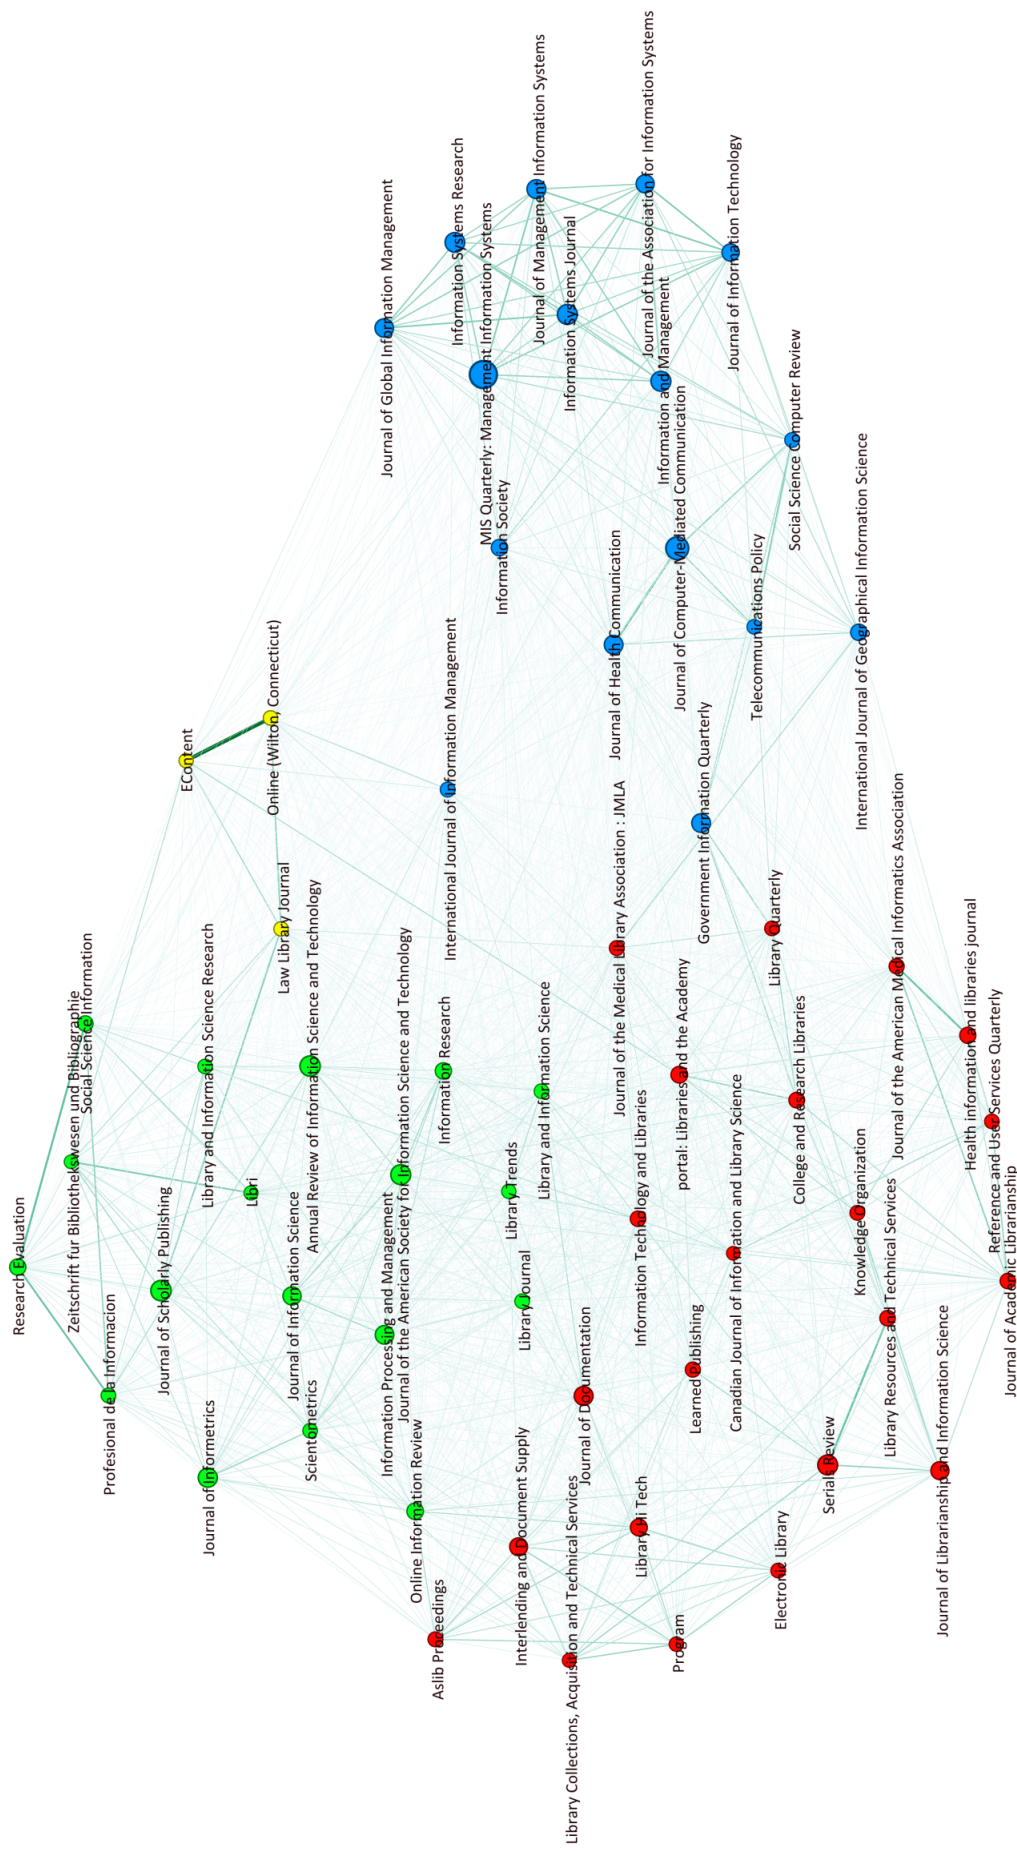 Research Evaluation
Zeitschrift fur Bibliothekswesen und Bibliographie
Social Science Information
Profesional de la Informacion
Journal of Scholarly Publishing
EContent
Library and Information Science Research
Journal of Informetrics
Libri
Online (Wilton, Connecticut)
Law Library Journal
Journal of Information Science
Annual Review of Information Science and Technology
Scientometrics
Information Processing and Management
Journal of Global Information Management
Journal of the American Society for Information Science and Technology
Online Information Review
Aslib Proceedings
Information Research
International Journal of Information Management
Information Systems Research
MIS Quarterly: Management Information Systems
Information Society
Library Trends
Interlending and Document Supply
Library Journal
Journal of Management Information Systems
Library and Information Science
Information Systems Journal
Library Collections, Acquisition and Technical Services
Journal of Documentation
Journal of Health Communication
Journal of the Medical Library Association : JMLA
Information Technology and Libraries
Library Hi Tech
Journal of the Association for Information Systems
Information and Management
Journal of Computer-Mediated Communication
Program
portal: Libraries and the Academy
Learned Publishing
Government Information Quarterly
Journal of Information Technology
Canadian Journal of Information and Library Science
Telecommunications Policy
Library Quarterly
Electronic Library
Social Science Computer Review
College and Research Libraries
Serials Review
International Journal of Geographical Information Science
Knowledge Organization
Library Resources and Technical Services
Journal of the American Medical Informatics Association
Journal of Librarianship and Information Science
Health information and libraries journal
Reference and User Services Quarterly
Journal of Academic Librarianship